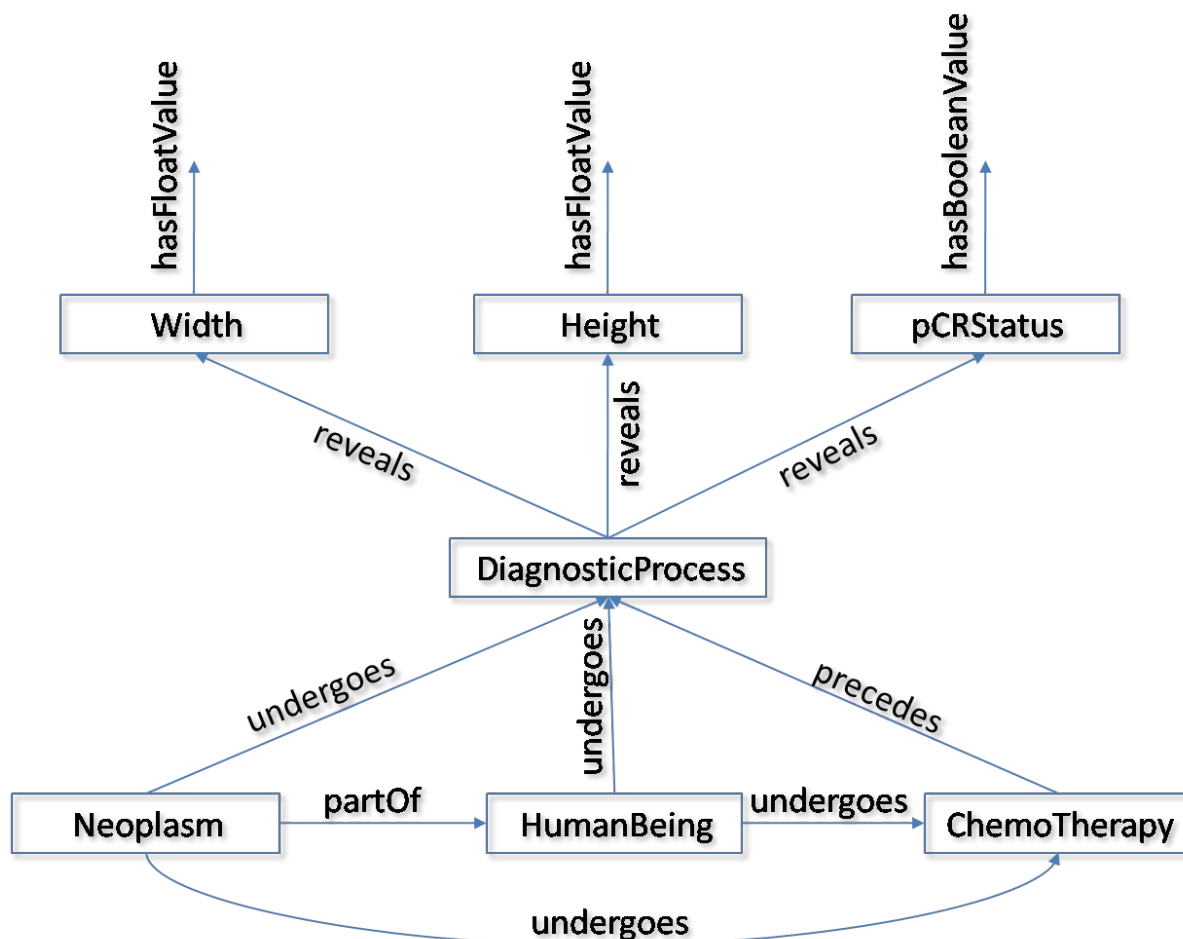 hasFloatValue
hasFloatValue
hasBooleanValue
Width
Height
pCRStatus
reveals
reveals
reveals
DiagnosticProcess
undergoes
undergoes
precedes
Neoplasm
partOf
HumanBeing
undergoes
ChemoTherapy
undergoes